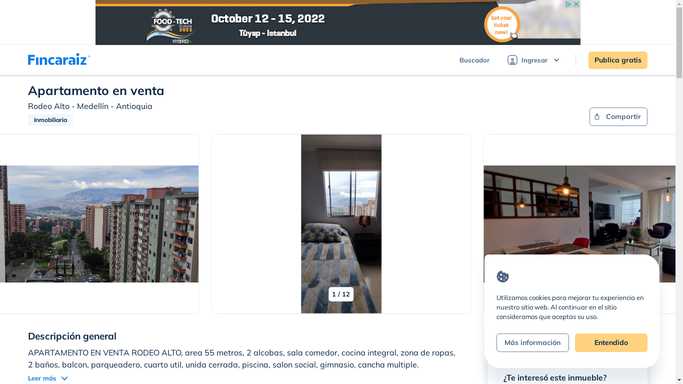 FOOD-TECH
October 12 - 15, 2022
Tüyap - Istanbul
Get your
ticket
now!
Fincaraiz
Buscador
Ingresar
Publica gratis
Apartamento en venta
Rodeo Alto - Medellín - Antioquia
Inmobiliaria
Compartir
1 / 12
Utilizamos cookies para mejorar tu experiencia en
nuestro sitio web. Al continuar en el sitio
consideramos que aceptas su uso.
Más información
Entendido
Descripción general
APARTAMENTO EN VENTA RODEO ALTO, area 55 metros, 2 alcobas, sala comedor, cocina integral, zona de ropas,
2 baños, balcon, parqueadero, cuarto util, unida cerrada, piscina, salon social, gimnasio, cancha multiple.
Leer más
¿Te interesó este inmueble?